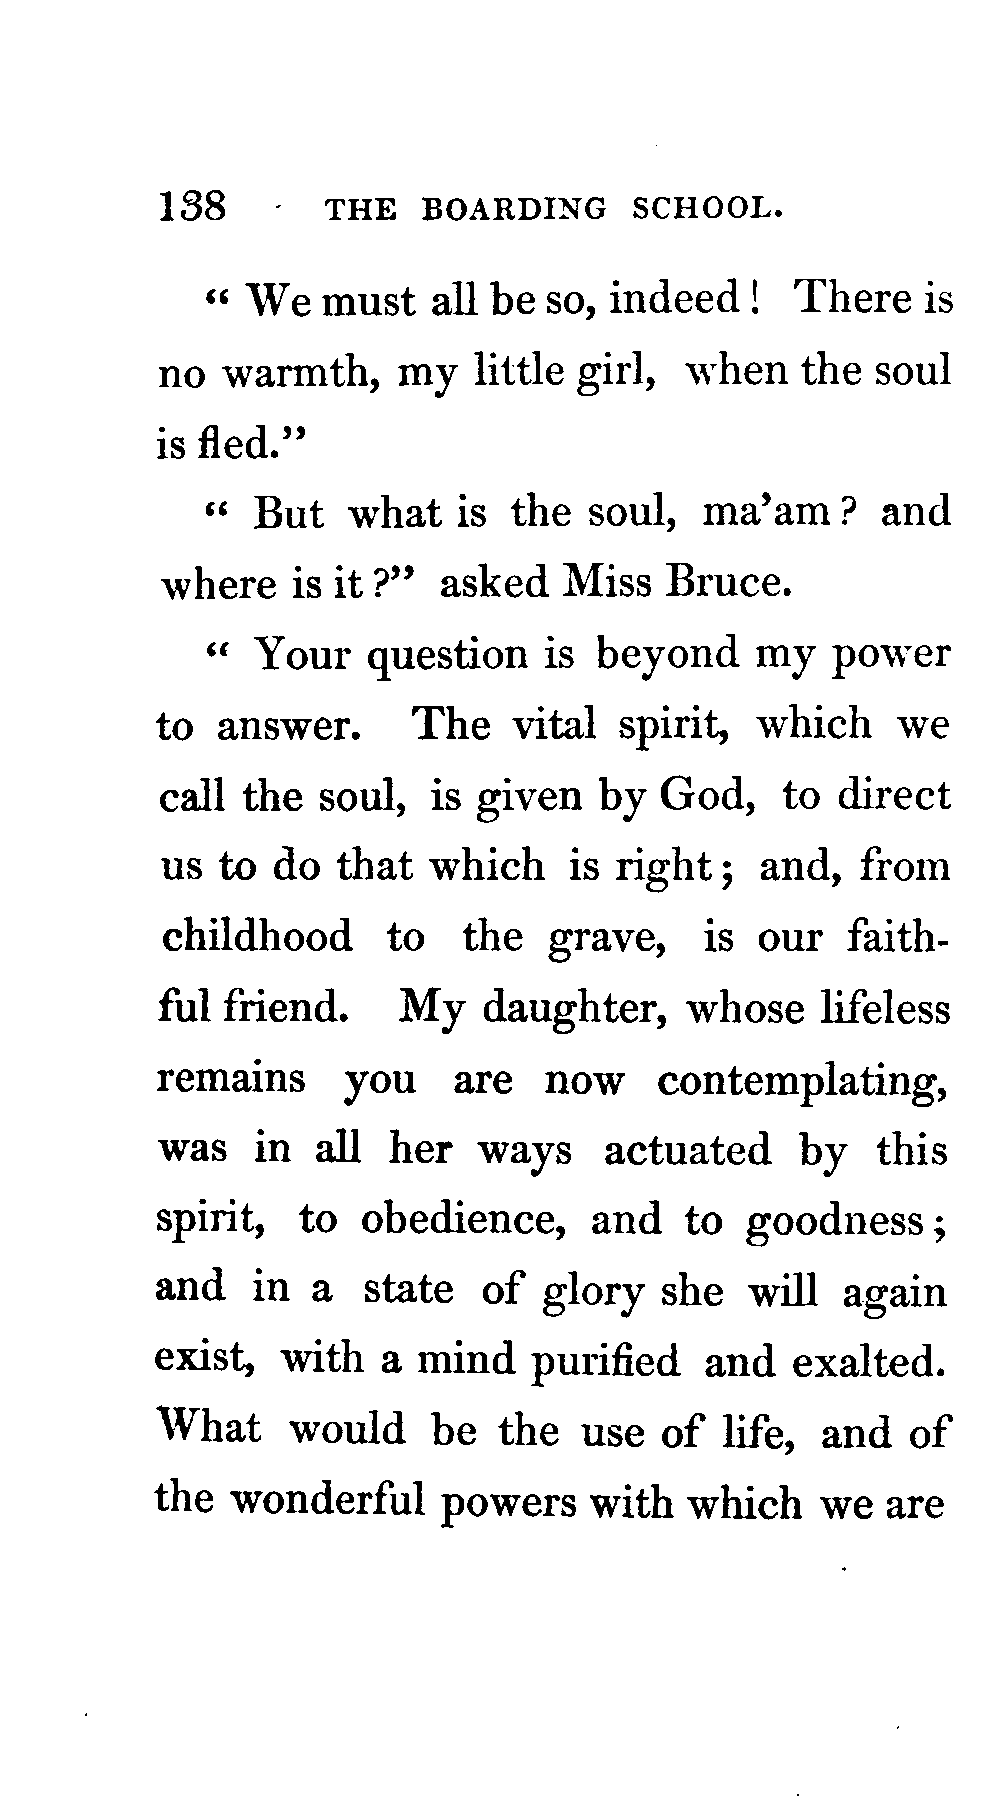 138 THE BOARDING SCHOOL.
“ We must all be so, indeed ! There is
no warmth, my little girl, when the soul
is fled.”
“ But what is the soul, ma’am ? and
where is it ?” asked Miss Bruce.
“ Your question is beyond my power
to answer. The vital spirit, which we
call the soul, is given by God, to direct
us to do that which is right ; and, from
childhood to the grave, is our faith-
ful friend. My daughter, whose lifeless
remains you are now contemplating,
was in all her ways actuated by this
spirit, to obedience, and to goodness ;
and in a state of glory she will again
exist, with a mind purified and exalted.
What would be the use of life, and of
the wonderful powers with which we are